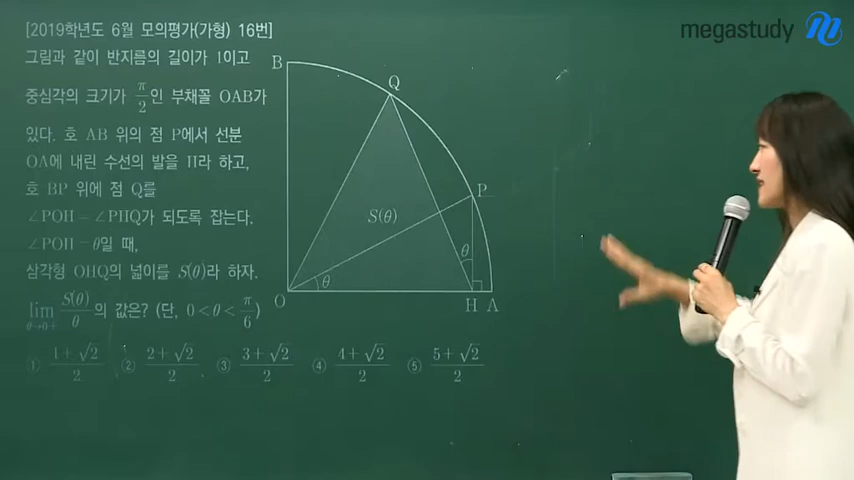 megastudy
[2019학년도 6월 모의평가(가형) 16번]
그림과 같이 반지름의 길이가 1이고
중심각의 크기가 π/2인 부채꼴 OAB가
있다. 호 AB 위의 점 P에서 선분
OA에 내린 수선의 발을 H라 하고,
호 BP 위에 점 Q를
∠POH=∠PHQ가 되도록 잡는다.
∠POH=θ일 때,
삼각형 OHQ의 넓이를 S(θ)라 하자.
lim θ→0+ S(θ)/θ의 값은? (단, 0<θ<π/6)
① (1+√2)/2 ② (2+√2)/2 ③ (3+√2)/2 ④ (4+√2)/2 ⑤ (5+√2)/2
B
Q
P
S(θ)
θ
θ
O
H A